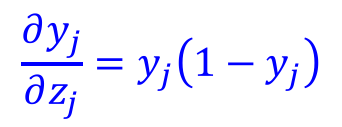 ∂y_j/∂z_j = y_j(1 − y_j)